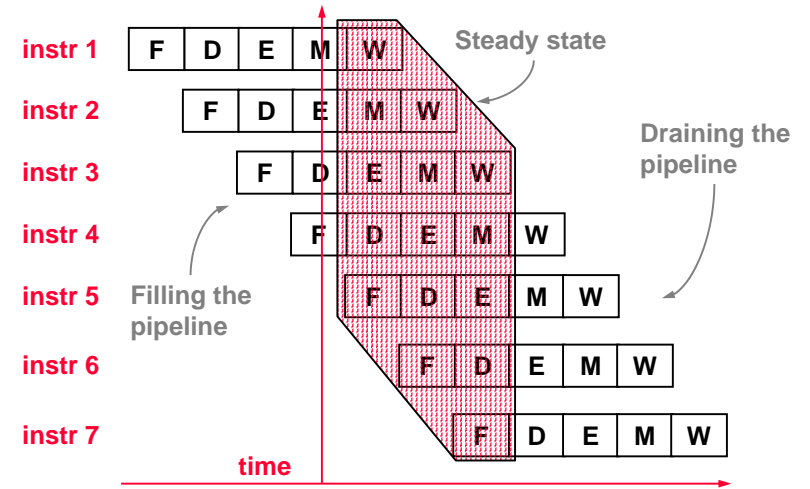 instr 1 F D E M W
Steady state
instr 2 F D E M W
Draining the
pipeline
instr 3 F D E M W
instr 4 F D E M W
instr 5 F D E M W
Filling the
pipeline
instr 6 F D E M W
instr 7 F D E M W
time